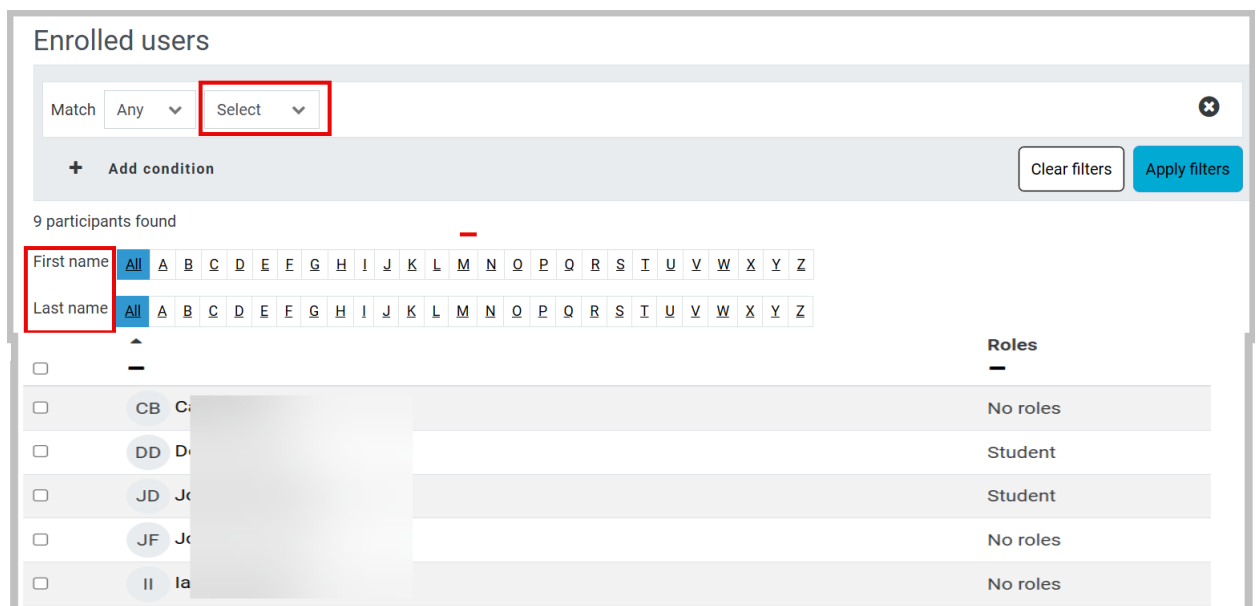 Enrolled users
Match Any Select
Add condition Clear filters Apply filters
9 participants found
First name All A B C D E F G H I J K L M N O P Q R S T U V W X Y Z
Last name All A B C D E F G H I J K L M N O P Q R S T U V W X Y Z
Roles
CB No roles
DD Student
JD Student
JF No roles
II No roles